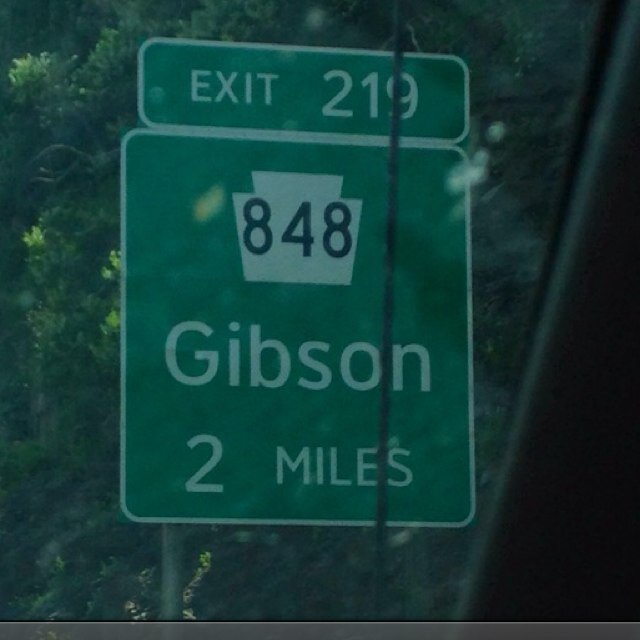 EXIT 219
848
Gibson
2 MILES